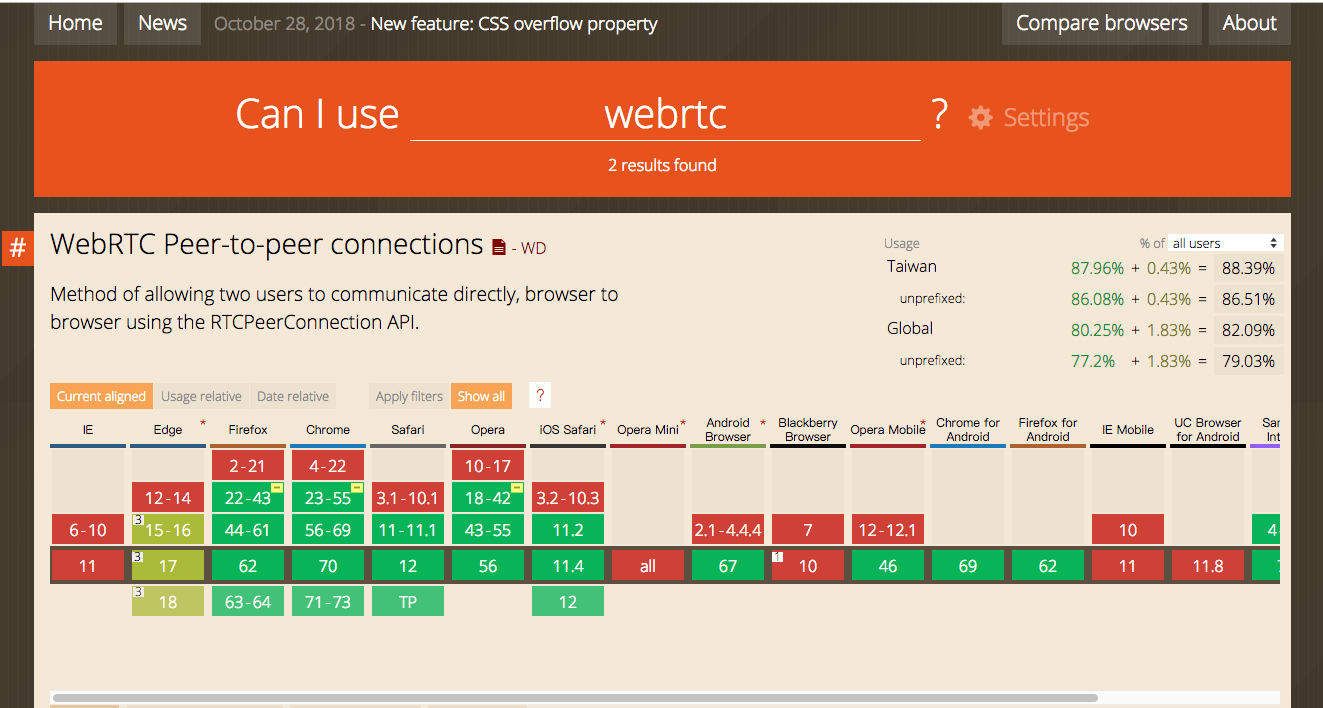 Home News October 28, 2018 - New feature: CSS overflow property Compare browsers About
Can I use webrtc ? Settings
2 results found
# WebRTC Peer-to-peer connections - WD
Method of allowing two users to communicate directly, browser to
browser using the RTCPeerConnection API.
Usage % of all users
Taiwan 87.96% + 0.43% = 88.39%
unprefixed: 86.08% + 0.43% = 86.51%
Global 80.25% + 1.83% = 82.09%
unprefixed: 77.2% + 1.83% = 79.03%
Current aligned Usage relative Date relative Apply filters Show all ?
IE Edge * Firefox Chrome Safari Opera iOS Safari * Opera Mini * Android Browser * Blackberry Browser Opera Mobile * Chrome for Android Firefox for Android IE Mobile UC Browser for Android
2-21 4-22 10-17
12-14 22-43 23-55 3.1-10.1 18-42 3.2-10.3
6-10 3 15-16 44-61 56-69 11-11.1 43-55 11.2 2.1-4.4.4 7 12-12.1 10 4
11 3 17 62 70 12 56 11.4 all 67 1 10 46 69 62 11 11.8
3 18 63-64 71-73 TP 12